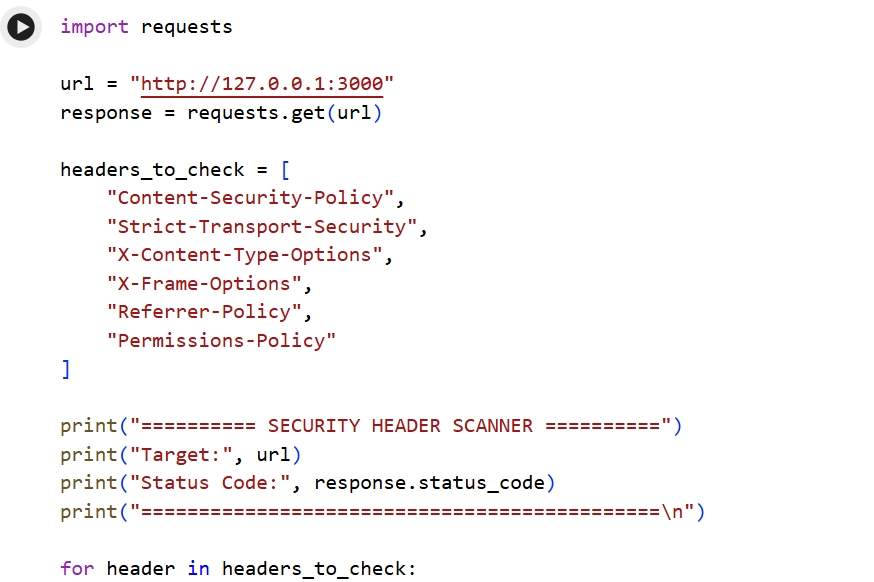 import requests
url = "http://127.0.0.1:3000"
response = requests.get(url)
headers_to_check = [
    "Content-Security-Policy",
    "Strict-Transport-Security",
    "X-Content-Type-Options",
    "X-Frame-Options",
    "Referrer-Policy",
    "Permissions-Policy"
]
print("========== SECURITY HEADER SCANNER ==========")
print("Target:", url)
print("Status Code:", response.status_code)
print("=============================================\n")
for header in headers_to_check: